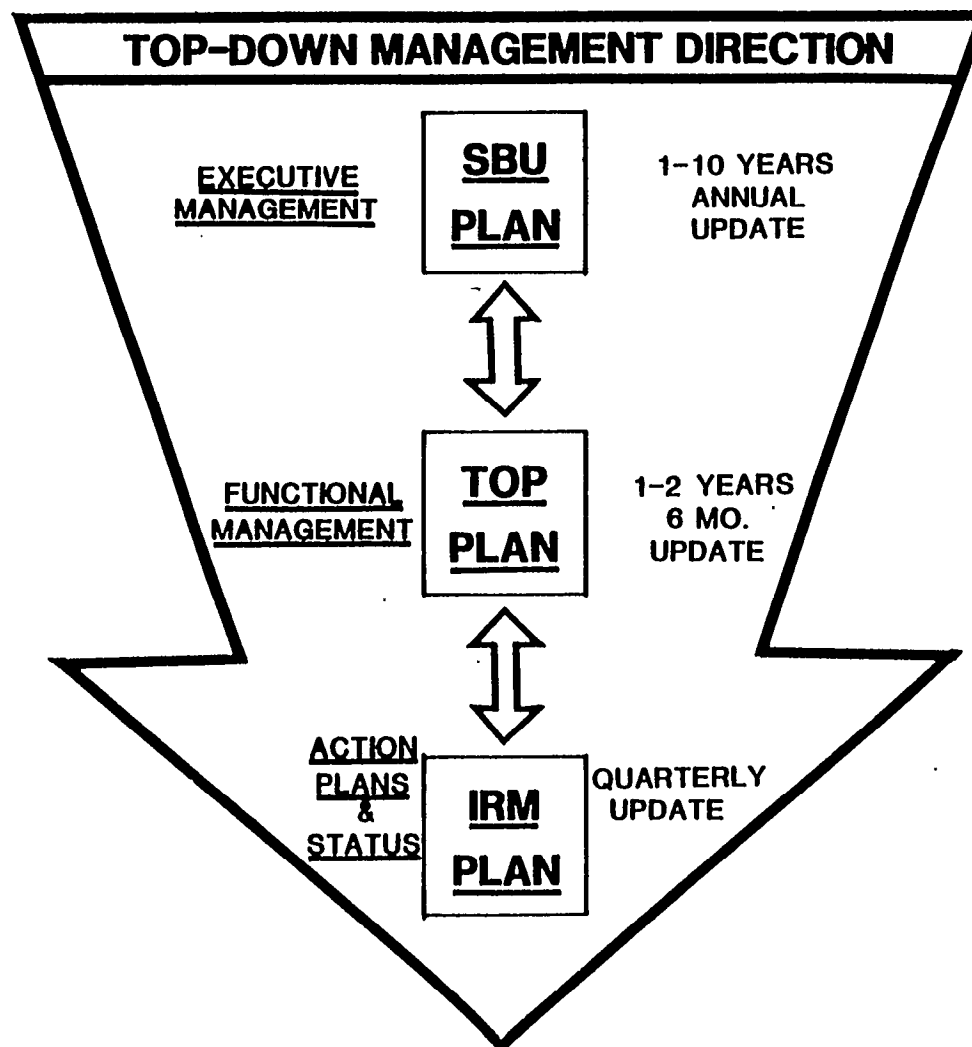 TOP-DOWN MANAGEMENT DIRECTION
EXECUTIVE
MANAGEMENT
SBU
PLAN
1-10 YEARS
ANNUAL
UPDATE
FUNCTIONAL
MANAGEMENT
TOP
PLAN
1-2 YEARS
6 MO.
UPDATE
ACTION
PLANS
&
STATUS
IRM
PLAN
QUARTERLY
UPDATE